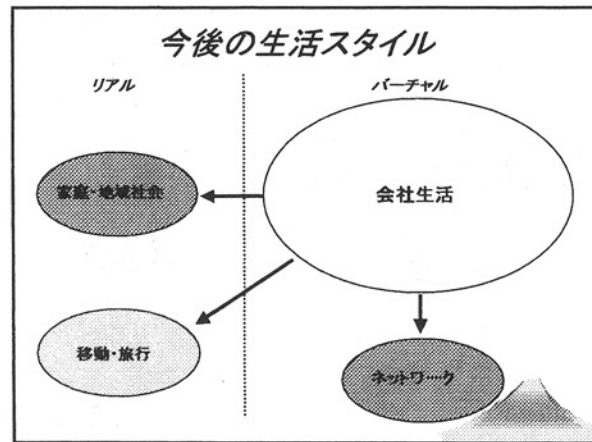 今後の生活スタイル
リアル
バーチャル
家庭・地域社会
会社生活
移動・旅行
ネットワーク